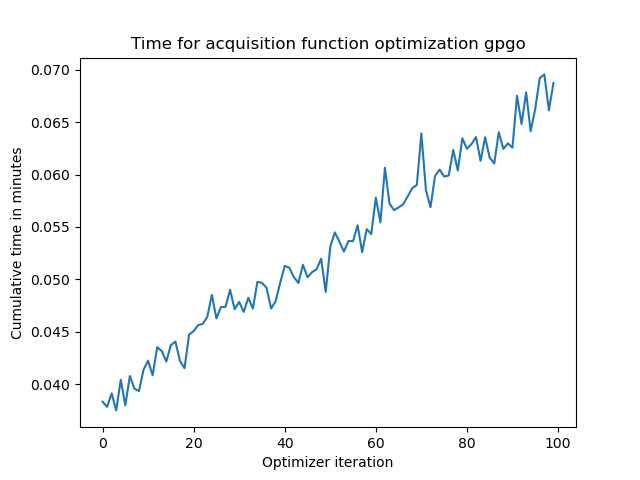 Time for acquisition function optimization gpgo
0.070
0.065
0.060
0.055
0.050
0.045
0.040
Cumulative time in minutes
0 20 40 60 80 100
Optimizer iteration